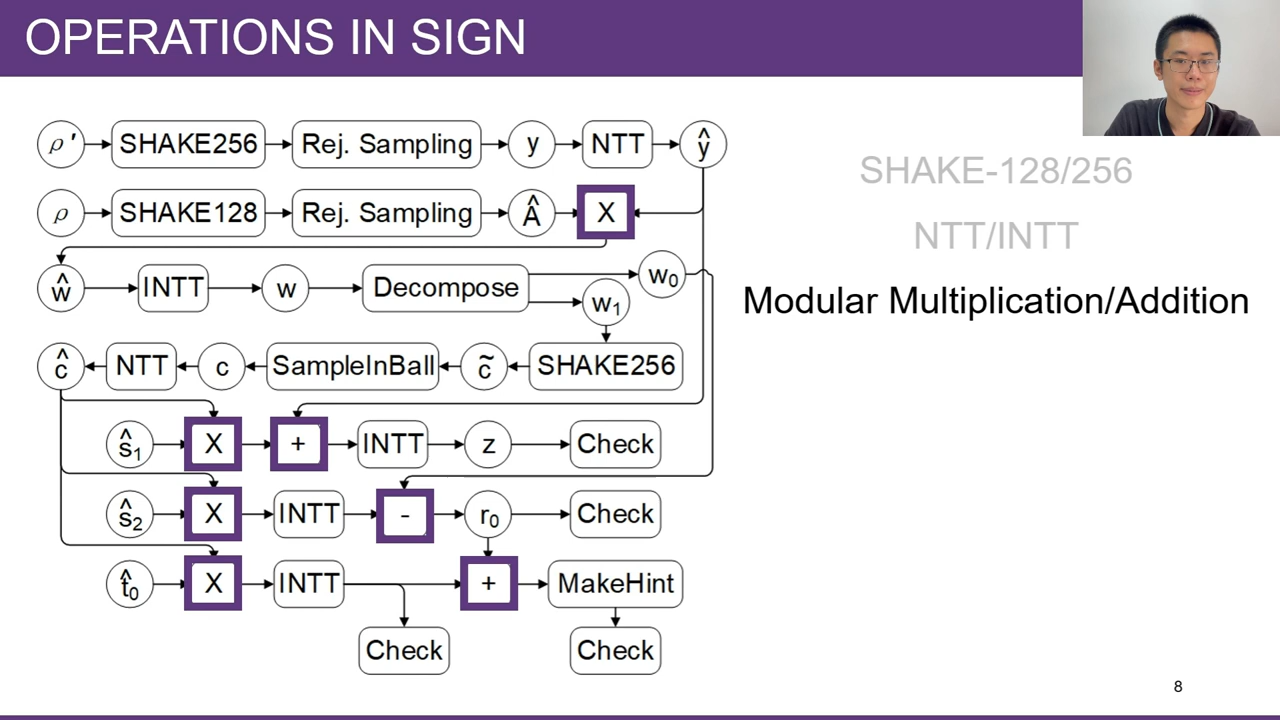 OPERATIONS IN SIGN
ρ' SHAKE256 Rej. Sampling y NTT ŷ
ρ SHAKE128 Rej. Sampling Â X
ŵ INTT w Decompose w₁ w₀
ĉ NTT c SampleInBall c̃ SHAKE256
ŝ₁ X + INTT z Check
ŝ₂ X INTT - r₀ Check
t̂₀ X INTT + MakeHint
Check Check
SHAKE-128/256
NTT/INTT
Modular Multiplication/Addition
8